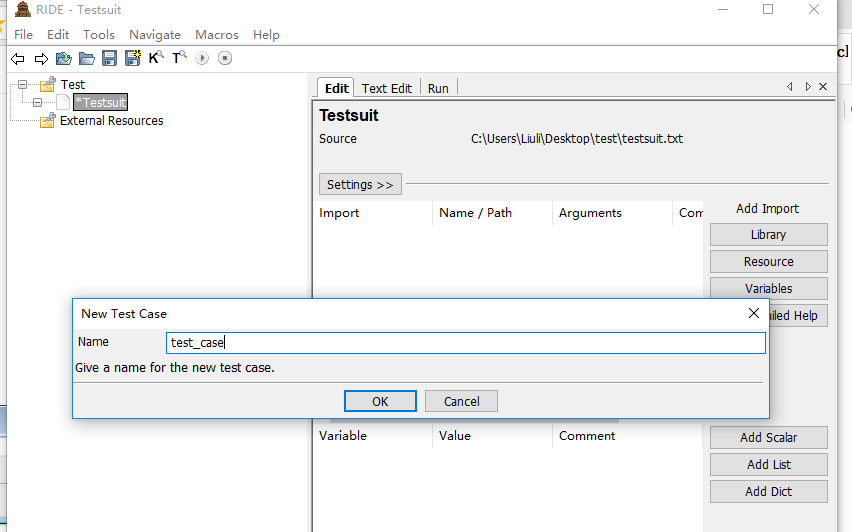 RIDE - Testsuit
File Edit Tools Navigate Macros Help
Test
*Testsuit
External Resources
Edit Text Edit Run
Testsuit
Source C:\Users\Liuli\Desktop\test\testsuit.txt
Settings >>
Import Name / Path Arguments Com
Add Import
Library
Resource
Variables
iled Help
New Test Case
Name test_case
Give a name for the new test case.
OK Cancel
Variable Value Comment
Add Scalar
Add List
Add Dict